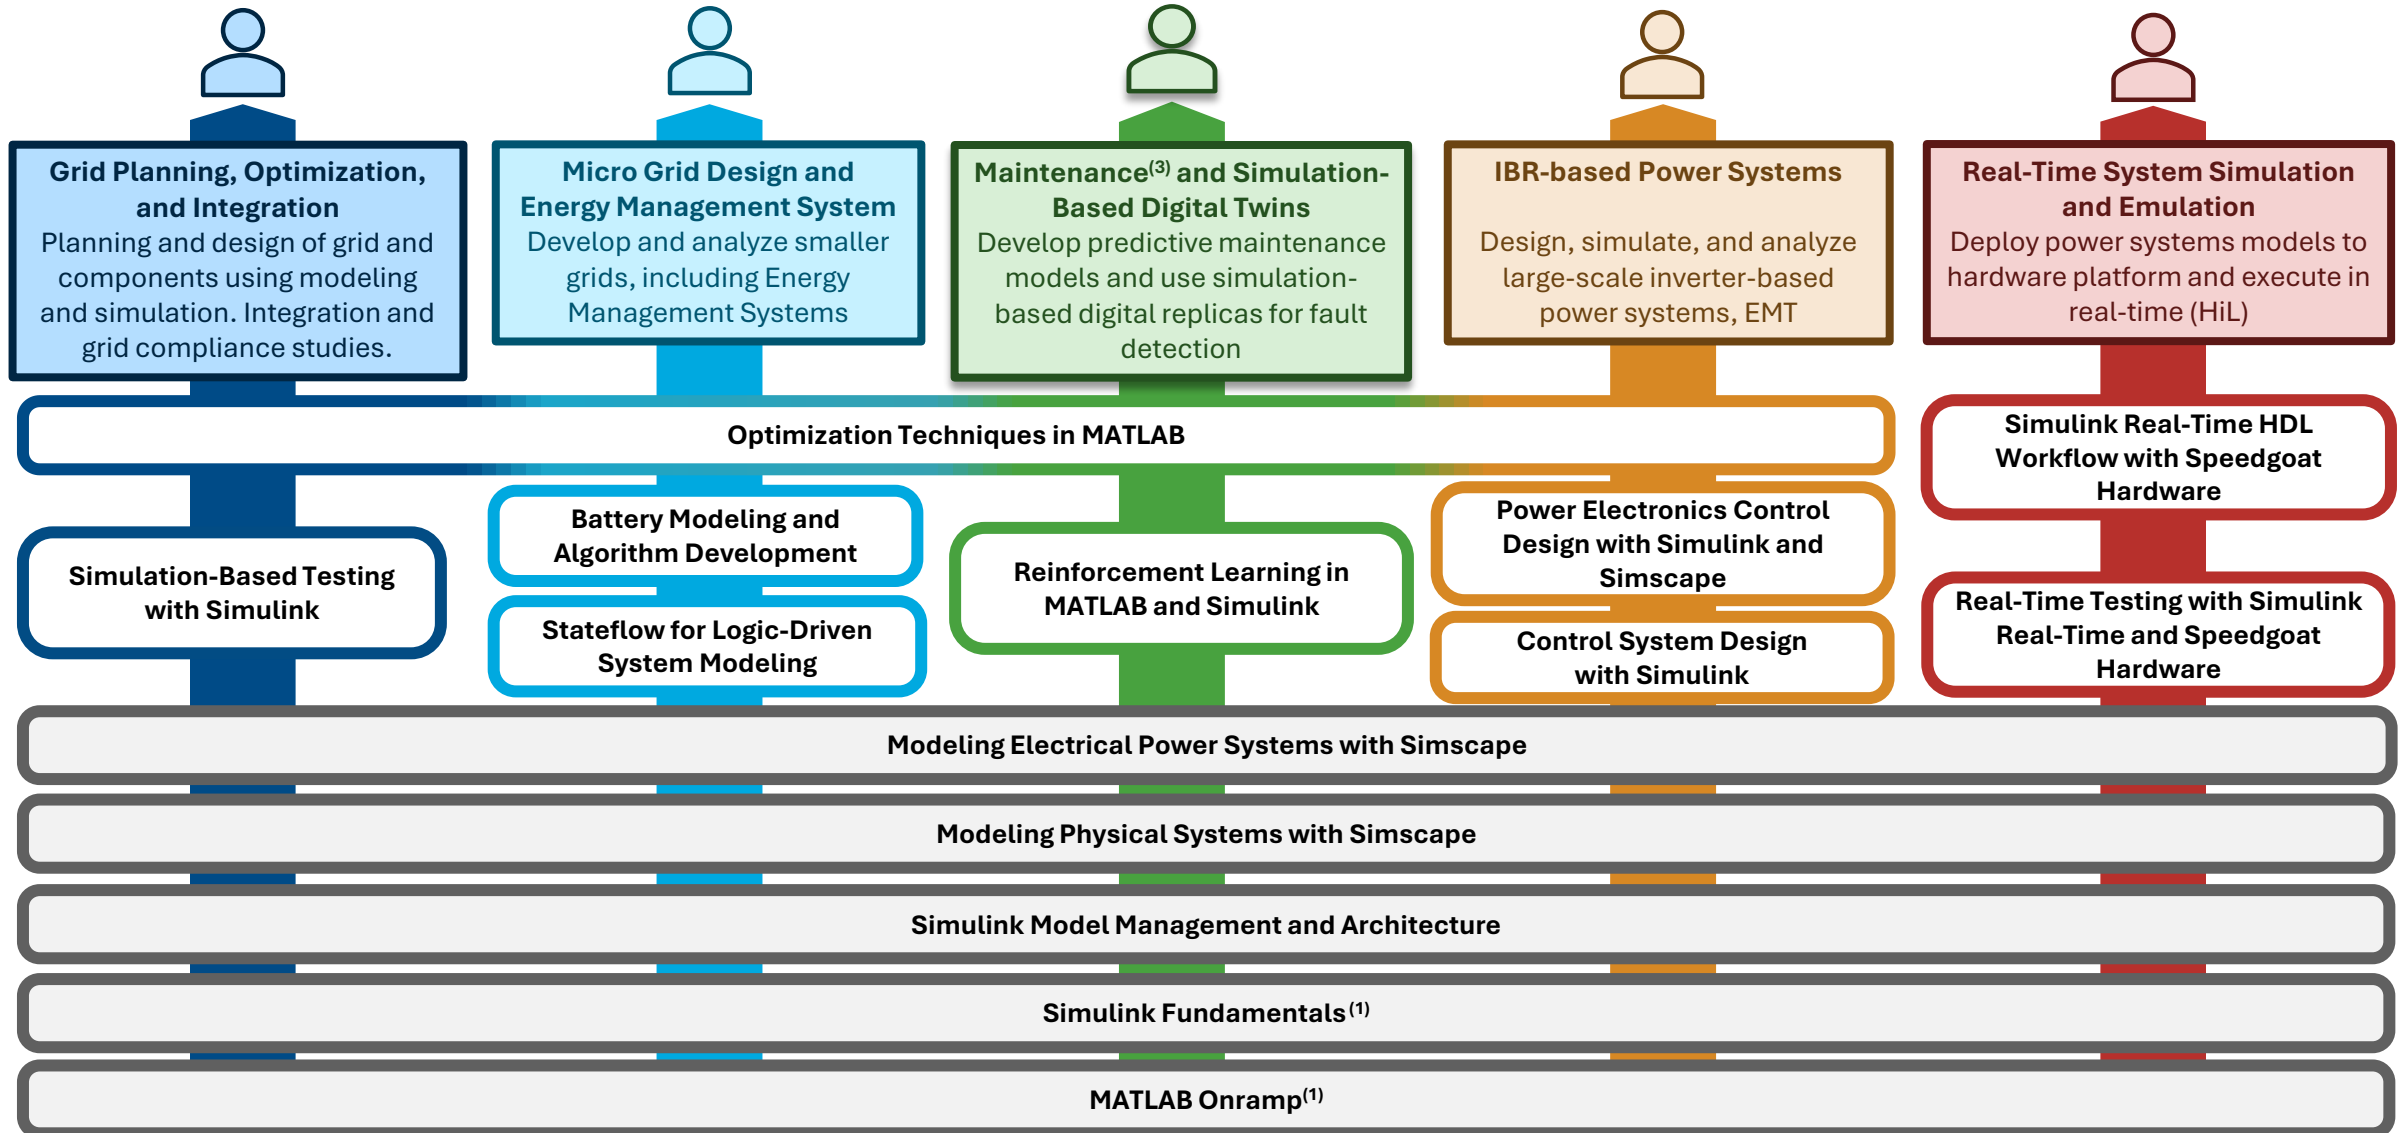 Grid Planning, Optimization,
and Integration
Planning and design of grid and
components using modeling
and simulation. Integration and
grid compliance studies.
Micro Grid Design and
Energy Management System
Develop and analyze smaller
grids, including Energy
Management Systems
Maintenance(3) and Simulation-
Based Digital Twins
Develop predictive maintenance
models and use simulation-
based digital replicas for fault
detection
IBR-based Power Systems
Design, simulate, and analyze
large-scale inverter-based
power systems, EMT
Real-Time System Simulation
and Emulation
Deploy power systems models to
hardware platform and execute in
real-time (HiL)
Optimization Techniques in MATLAB
Simulink Real-Time HDL
Workflow with Speedgoat
Hardware
Simulation-Based Testing
with Simulink
Battery Modeling and
Algorithm Development
Stateflow for Logic-Driven
System Modeling
Reinforcement Learning in
MATLAB and Simulink
Power Electronics Control
Design with Simulink and
Simscape
Control System Design
with Simulink
Real-Time Testing with Simulink
Real-Time and Speedgoat
Hardware
Modeling Electrical Power Systems with Simscape
Modeling Physical Systems with Simscape
Simulink Model Management and Architecture
Simulink Fundamentals(1)
MATLAB Onramp(1)